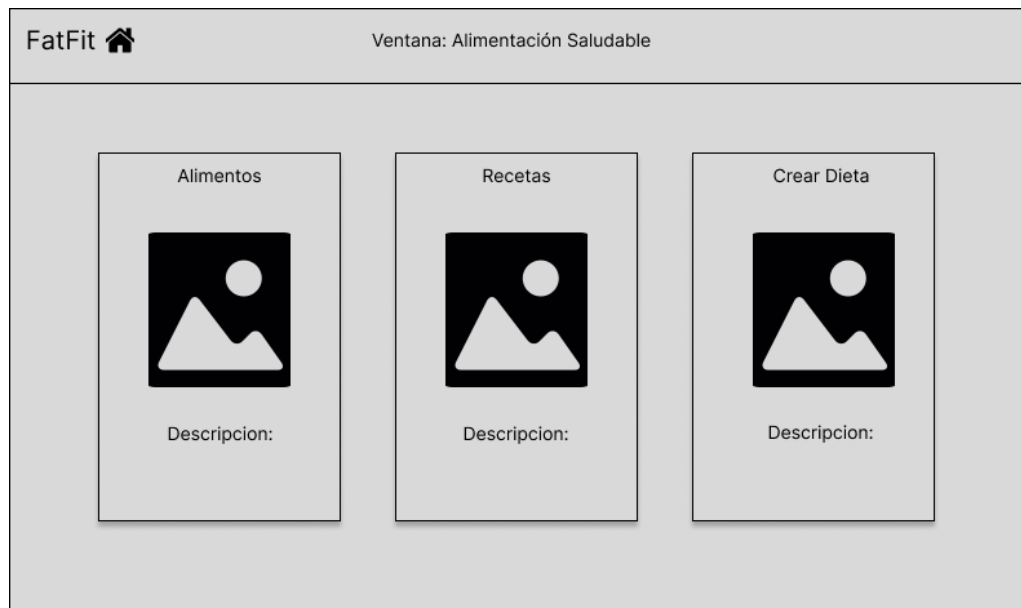 FatFit
Ventana: Alimentación Saludable
Alimentos
Recetas
Crear Dieta
Descripcion:
Descripcion:
Descripcion: